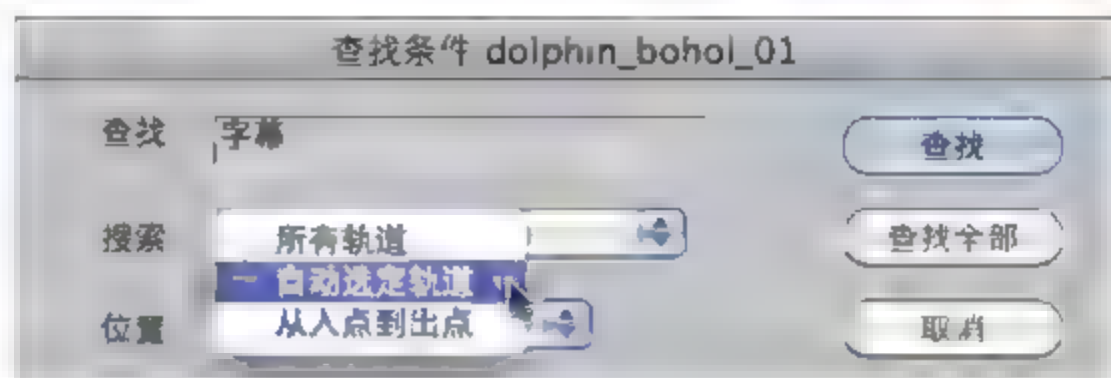 查找条件 dolphin_bohol_01
查找 字幕 查找
搜索 所有轨道 查找全部
自动选定轨道
位置 从入点到出点 取消